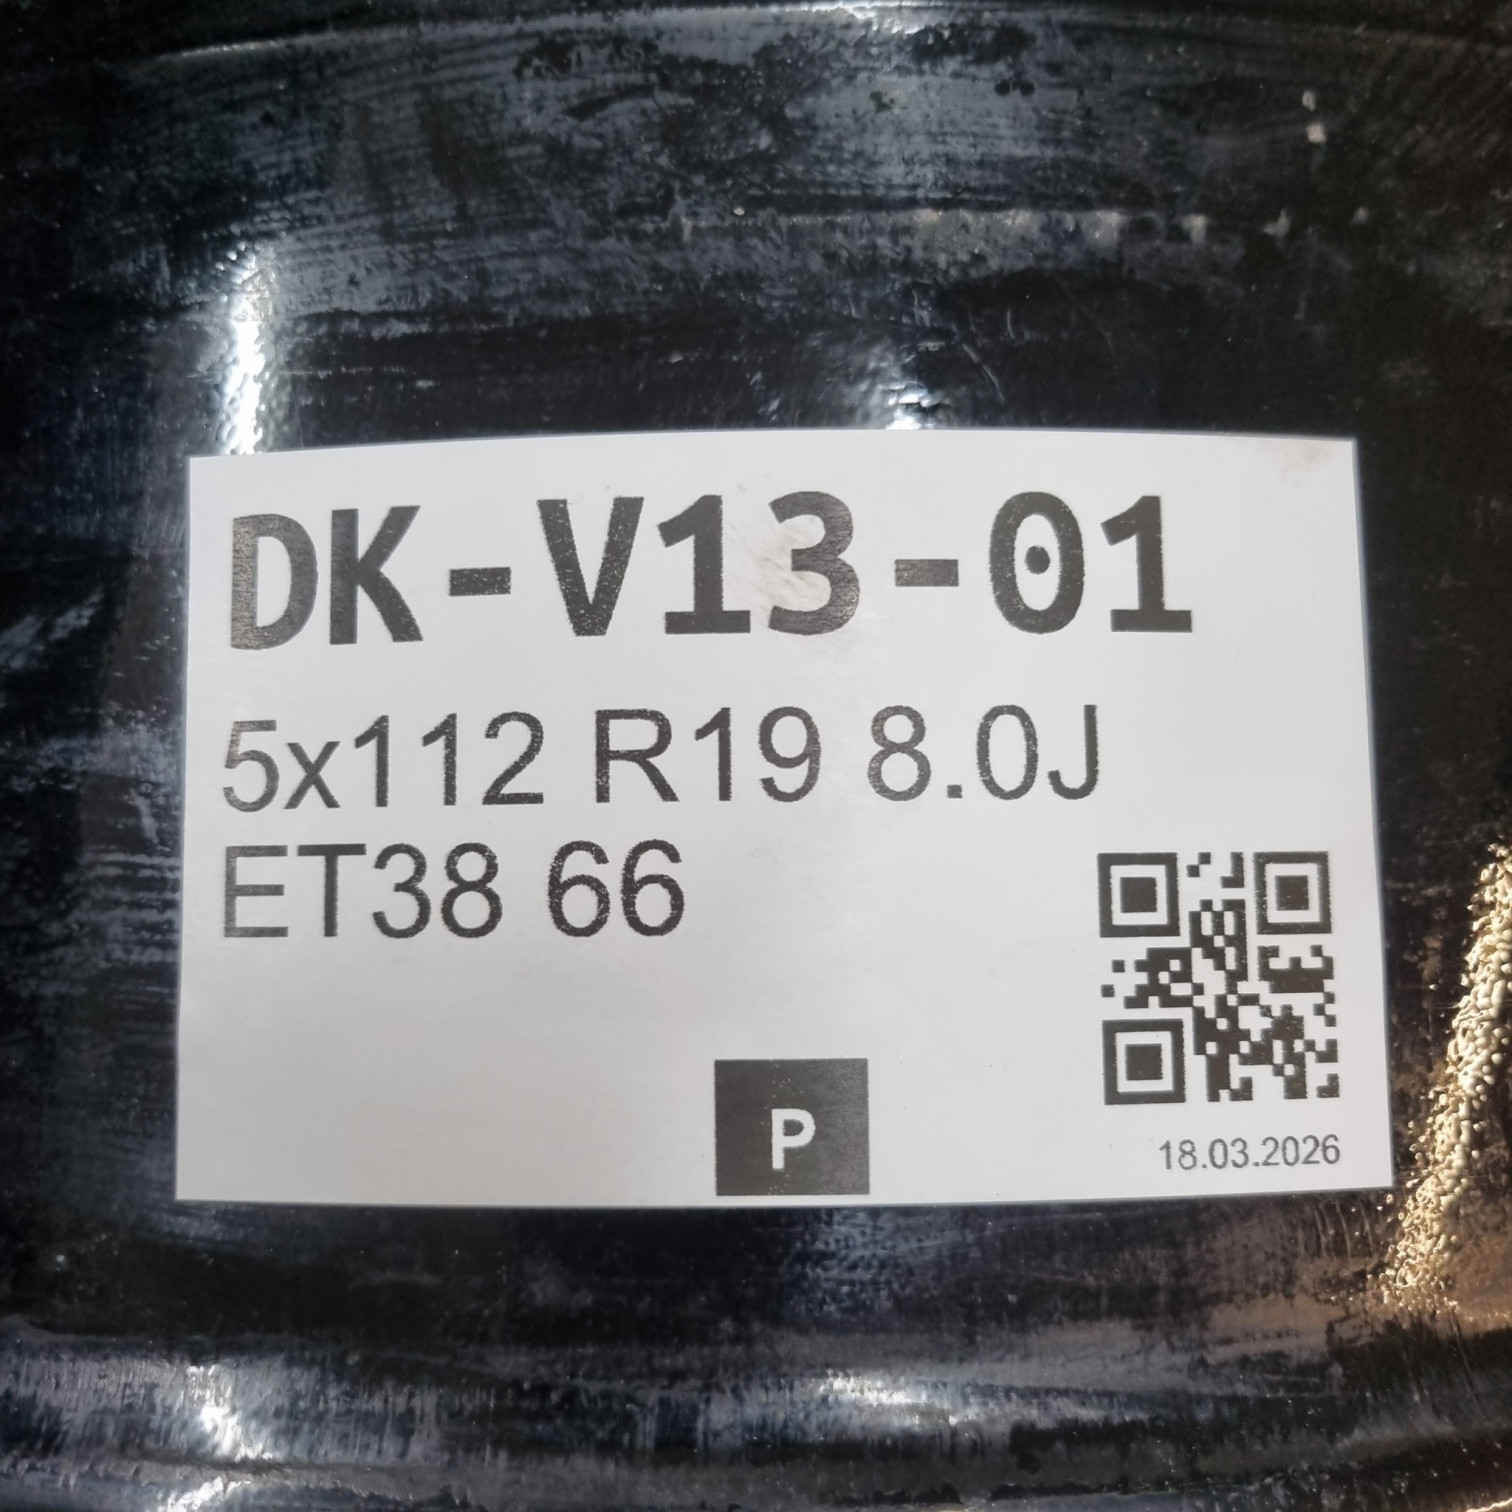 DK-V13-01
5x112 R19 8.0J
ET38 66
P
18.03.2026